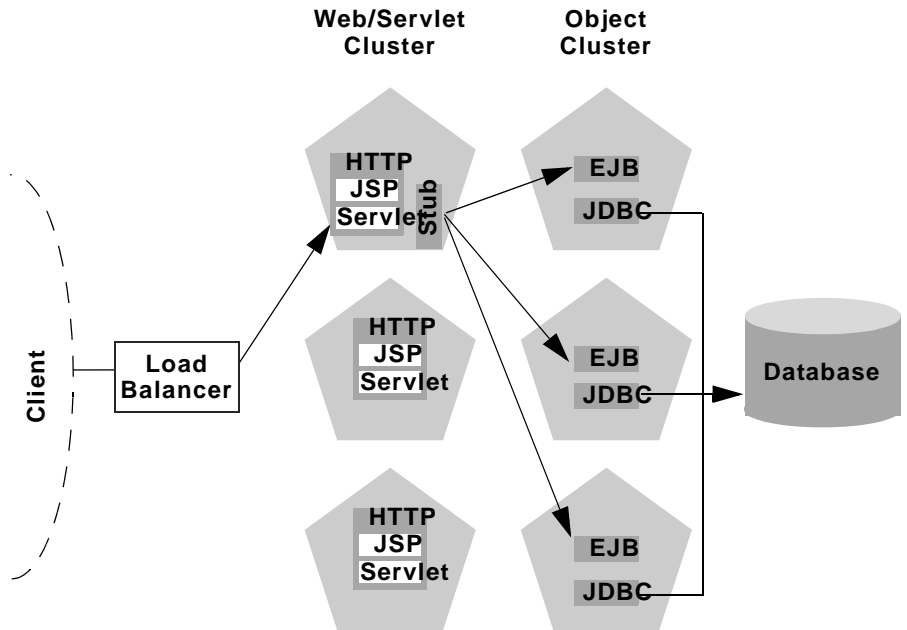 Web/Servlet
Cluster
Object
Cluster
HTTP
JSP
Servlet
Stub
EJB
JDBC
HTTP
JSP
Servlet
EJB
JDBC
HTTP
JSP
Servlet
EJB
JDBC
Client
Load
Balancer
Database